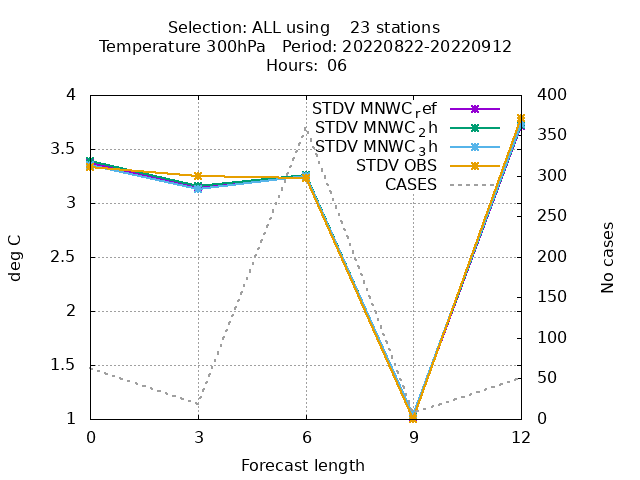 Selection: ALL using 23 stations
Temperature 300hPa Period: 20220822-20220912
Hours: 06
STDV MNWC_ref
STDV MNWC_2h
STDV MNWC_3h
STDV OBS
CASES
4
3.5
3
2.5
2
1.5
1
400
350
300
250
200
150
100
50
0
deg C
No cases
0 3 6 9 12
Forecast length